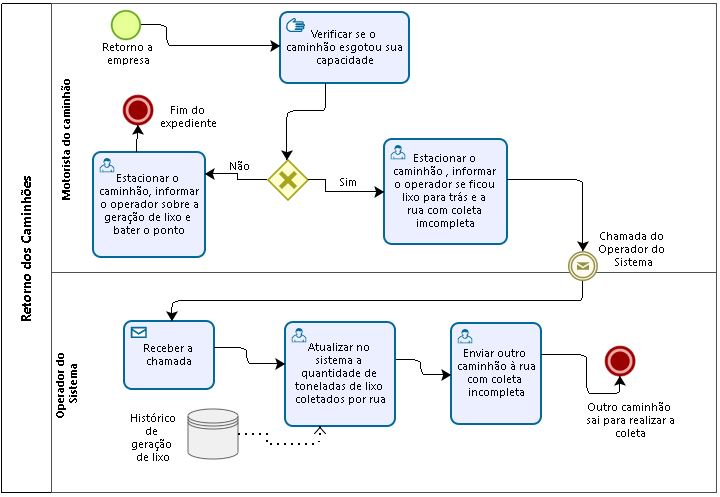 Retorno dos Caminhões
Motorista do caminhão
Retorno a
empresa
Verificar se o
caminhão esgotou sua
capacidade
Fim do
expediente
Estacionar o
caminhão, informar
o operador sobre a
geração de lixo e
bater o ponto
Não
Sim
Estacionar o
caminhão , informar
o operador se ficou
lixo para trás e a
rua com coleta
imcompleta
Chamada do
Operador do
Sistema
Operador do
Sistema
Receber a
chamada
Atualizar no
sistema a
quantidade de
toneladas de lixo
coletados por rua
Enviar outro
caminhão à rua
com coleta
incompleta
Outro caminhão
sai para realizar a
coleta
Histórico
de
geração
de lixo